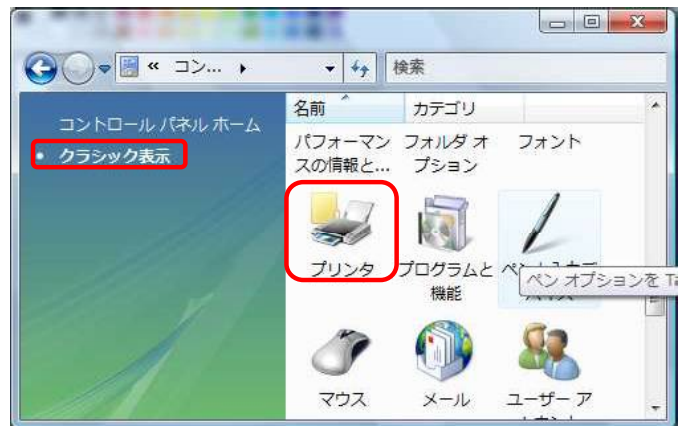 « コン...
検索
コントロール パネル ホーム
• クラシック表示
名前 カテゴリ
パフォーマン フォルダ オ フォント
スの情報と... プション
プリンタ プログラムと
機能
ペン オプションを
マウス メール ユーザー ア